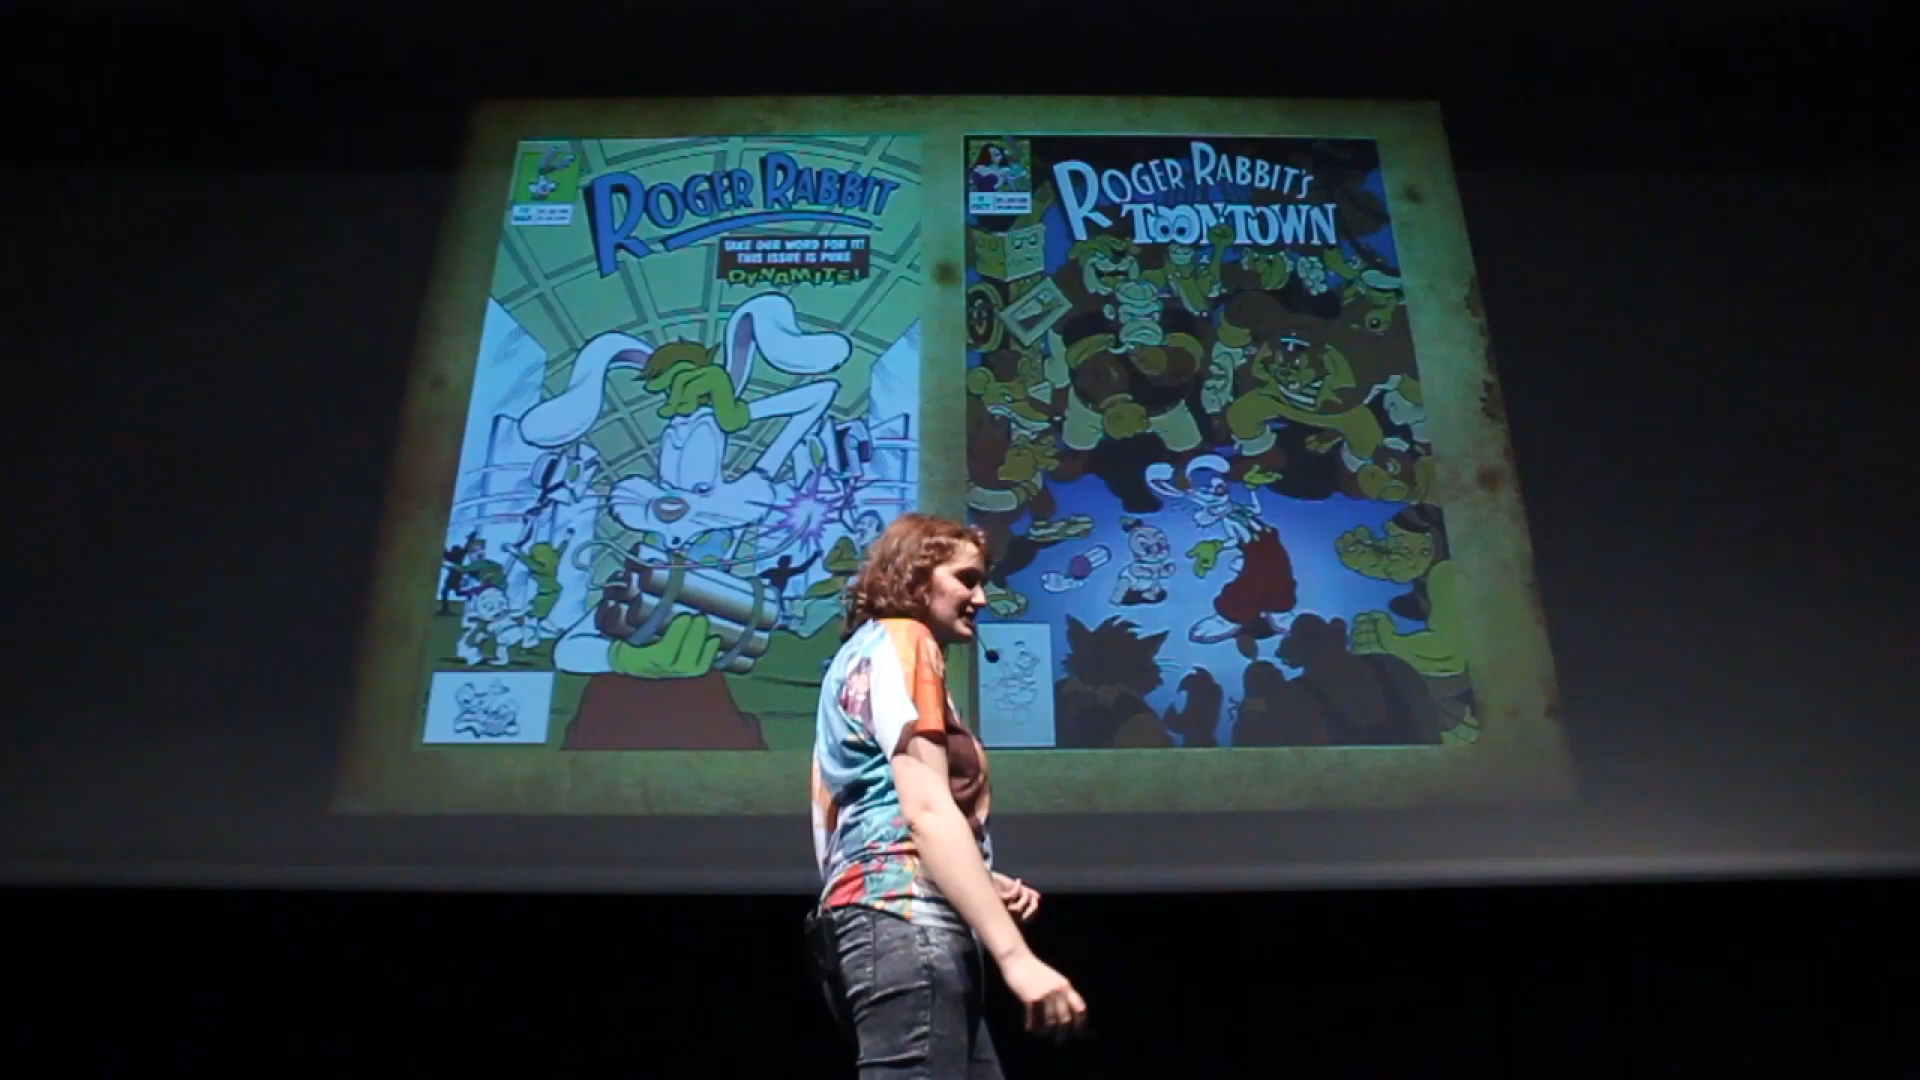 ROGER RABBIT
TAKE OUR WORD FOR IT!
THIS ISSUE IS PURE
DYNAMITE!
ROGER RABBIT'S
TOONTOWN